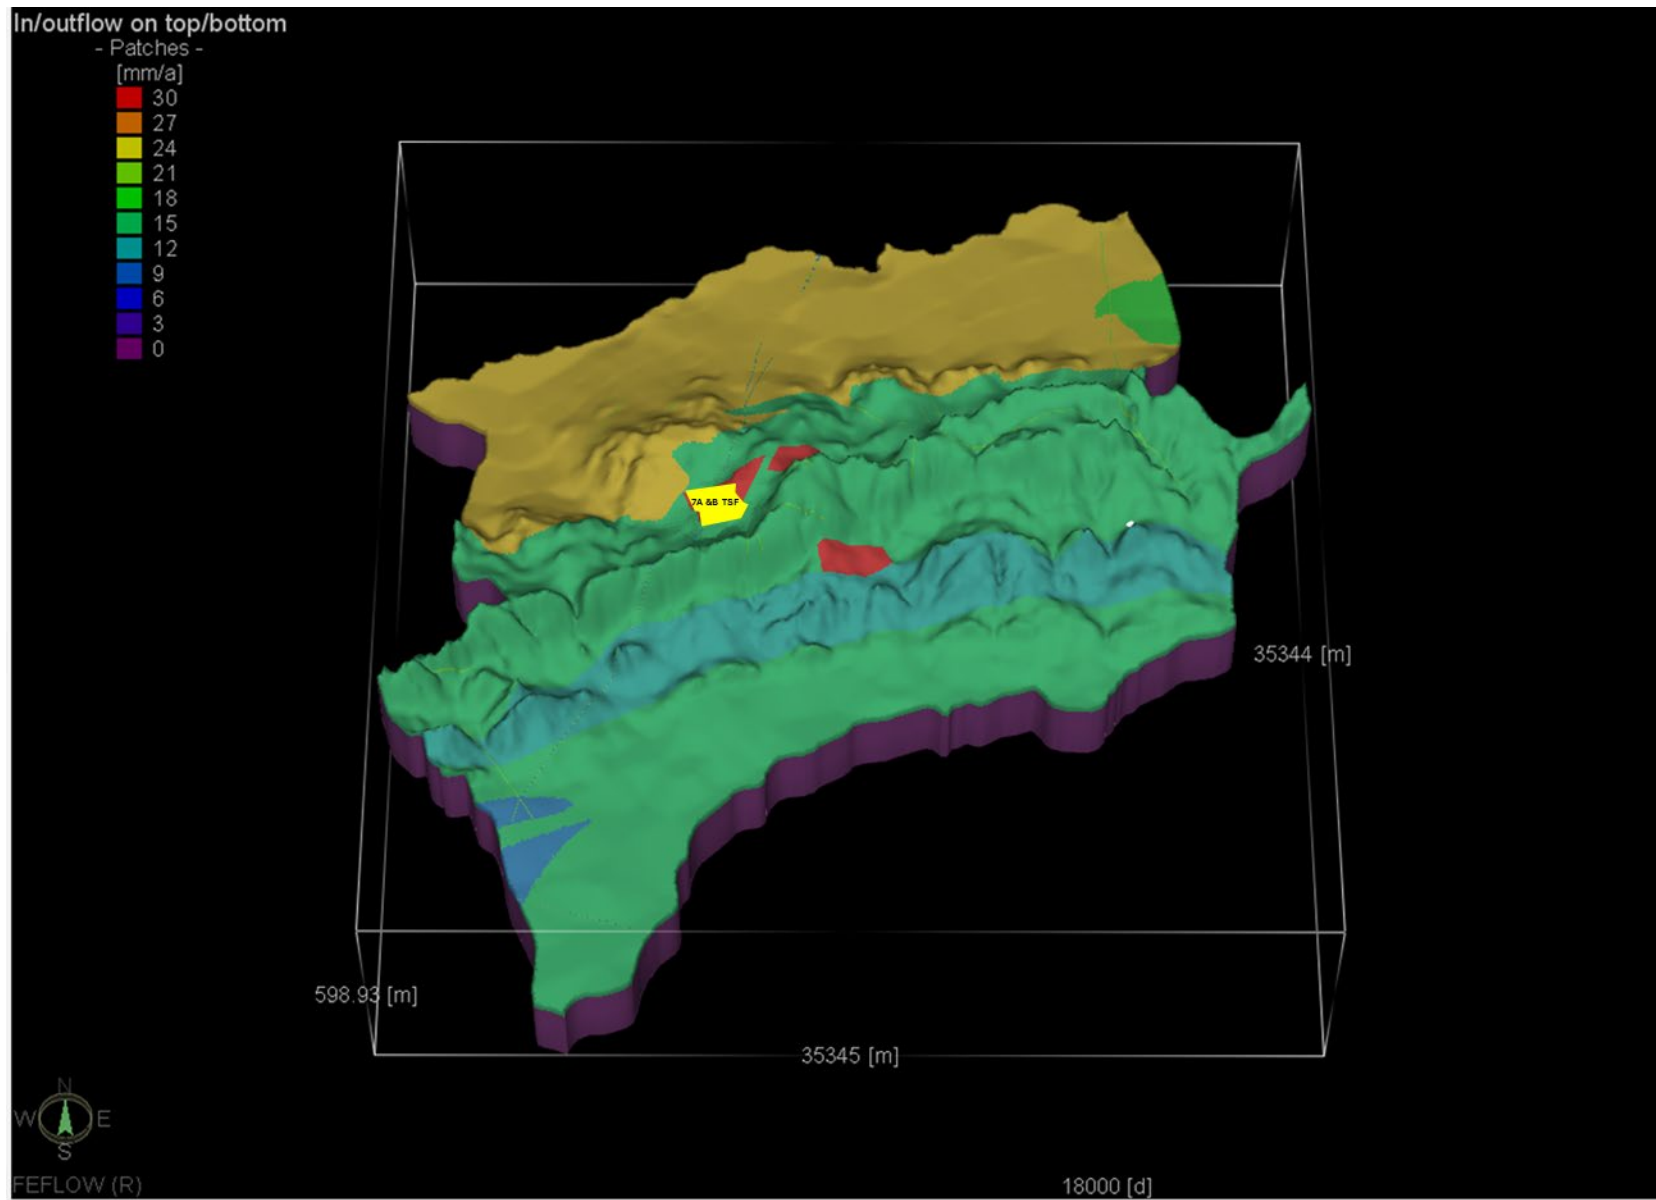 In/outflow on top/bottom
- Patches -
[mm/a]
30
27
24
21
18
15
12
9
6
3
0
7A &B TSF
35344 [m]
598.93 [m]
35345 [m]
N
W E
S
FEFLOW (R)
18000 [d]